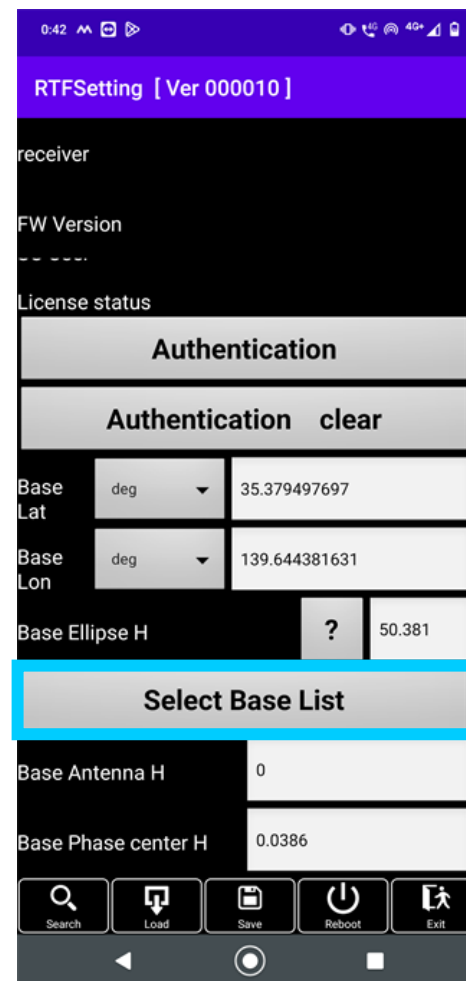 0:42
4G 4G+
RTFSetting [ Ver 000010 ]
receiver
FW Version
License status
Authentication
Authentication clear
Base Lat deg 35.379497697
Base Lon deg 139.644381631
Base Ellipse H ? 50.381
Select Base List
Base Antenna H 0
Base Phase center H 0.0386
Search Load Save Reboot Exit